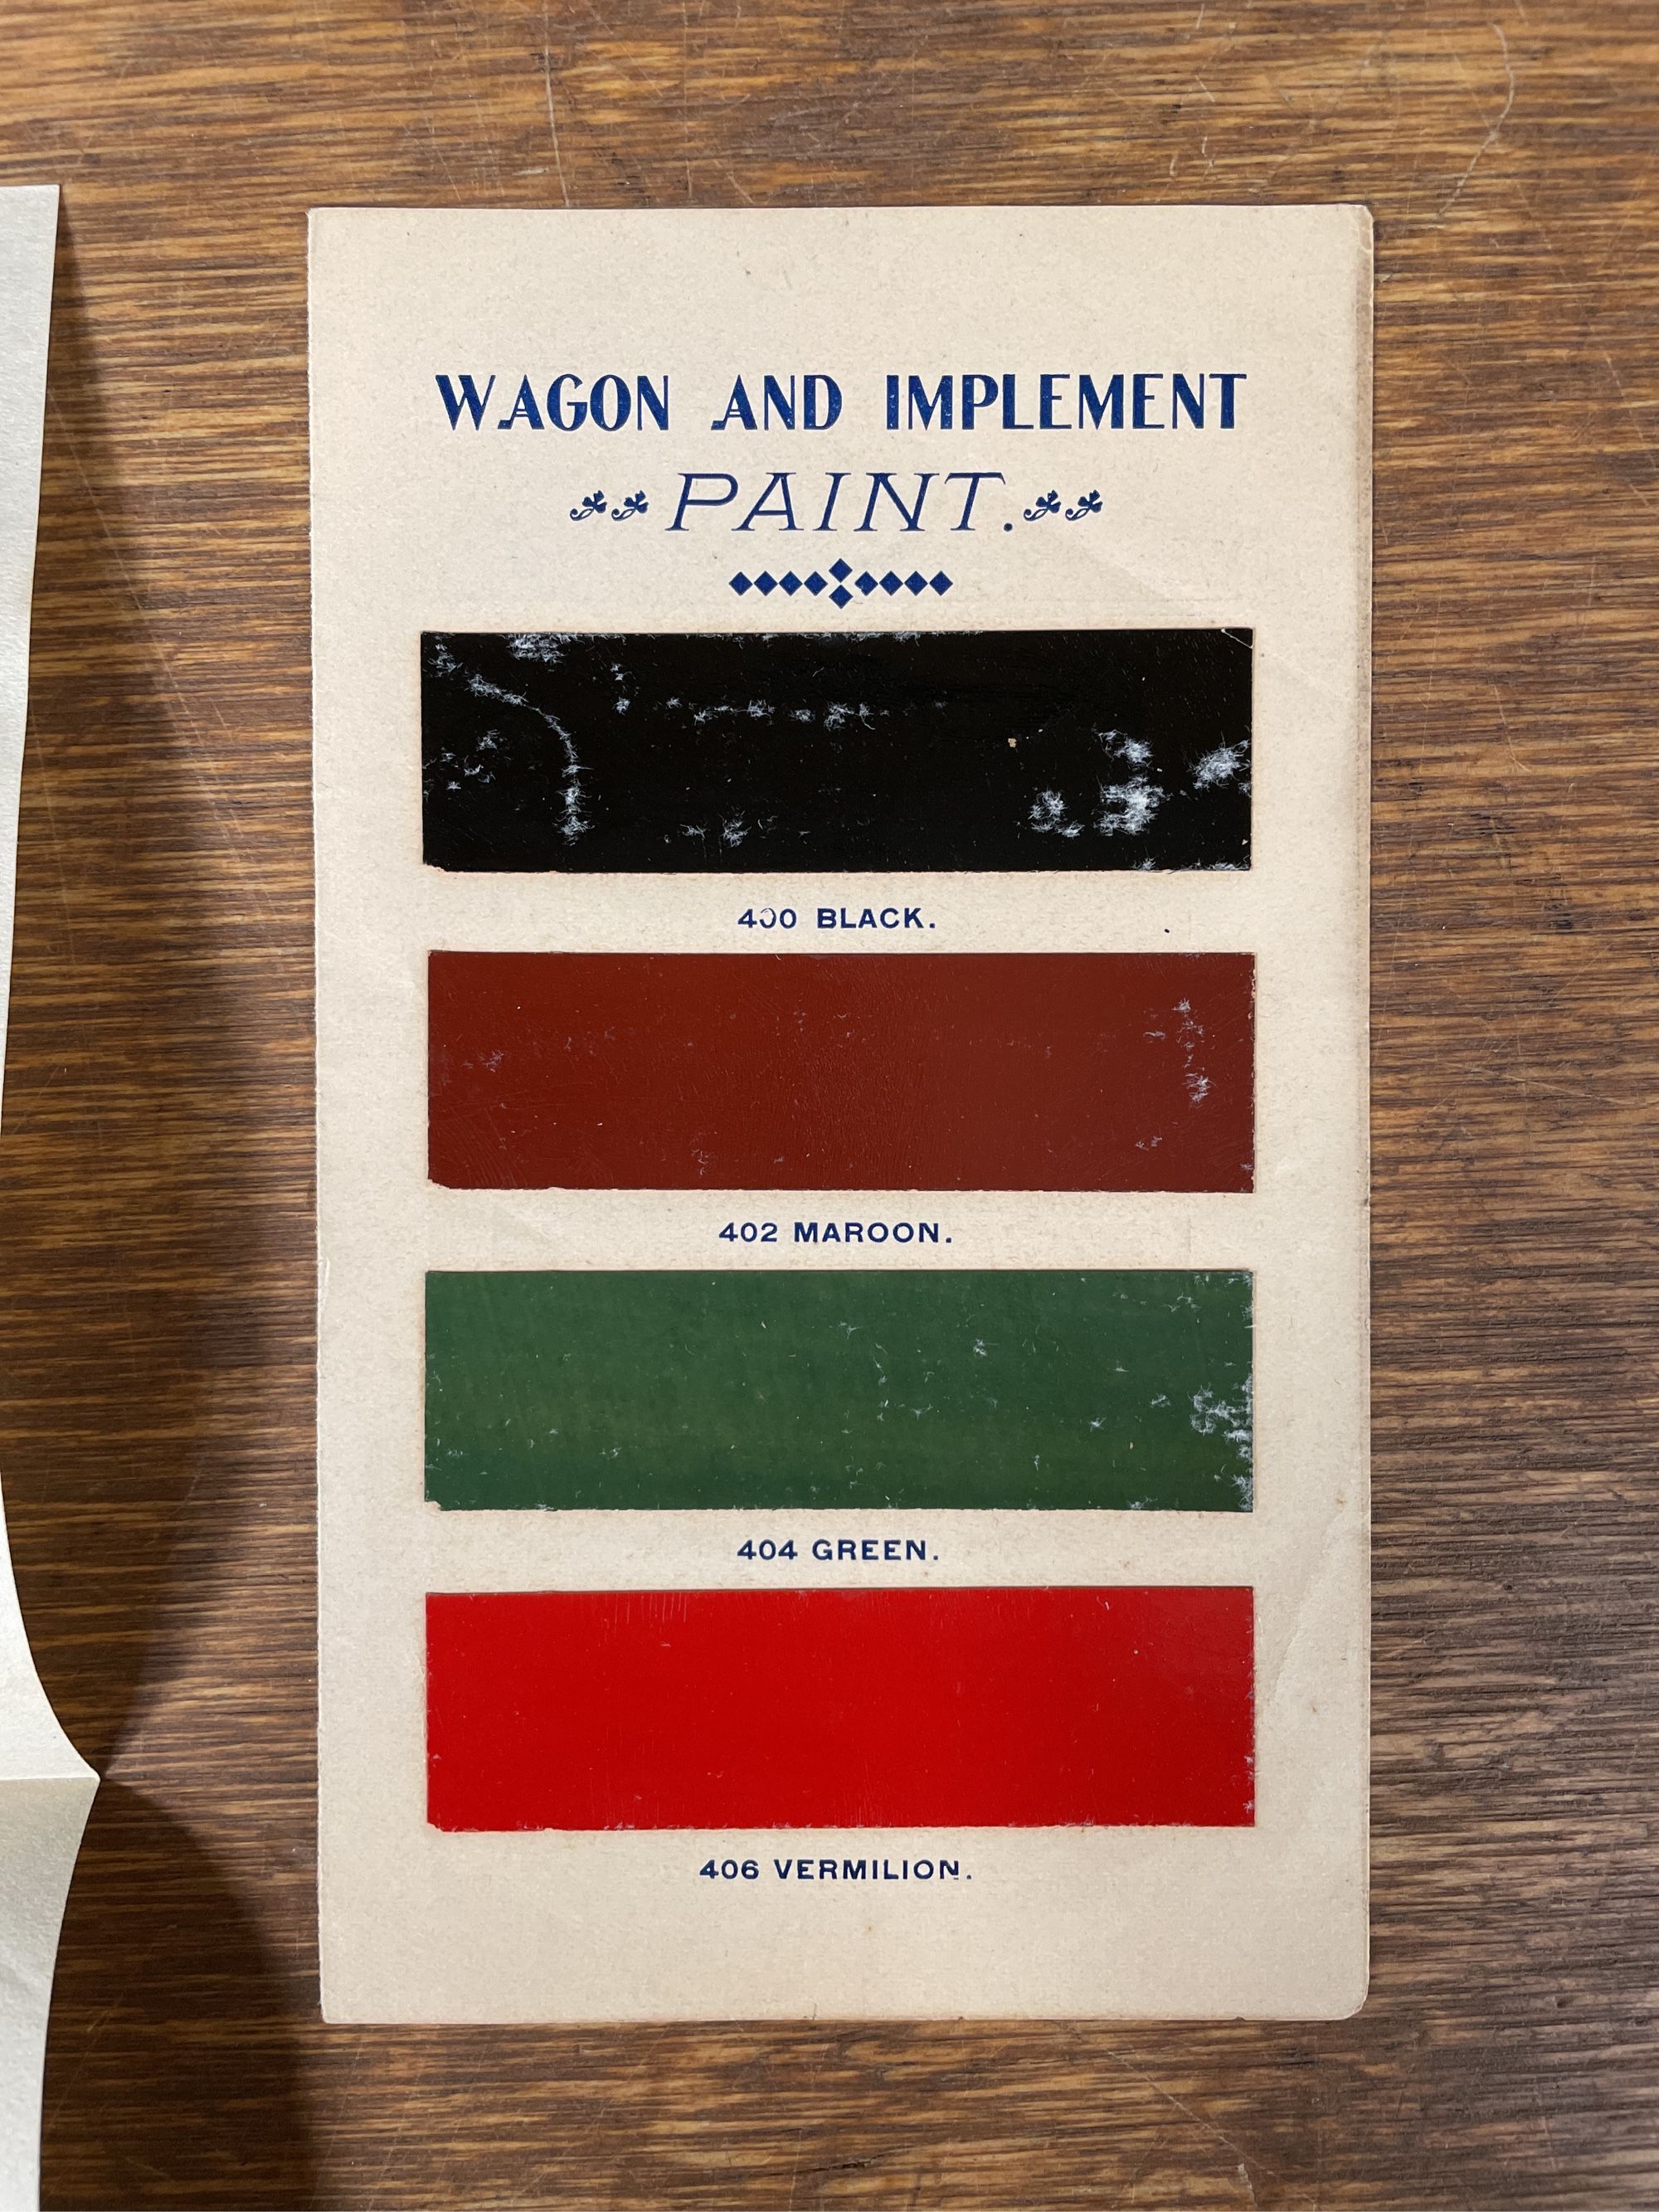 WAGON AND IMPLEMENT
PAINT.
400 BLACK.
402 MAROON.
404 GREEN.
406 VERMILION.